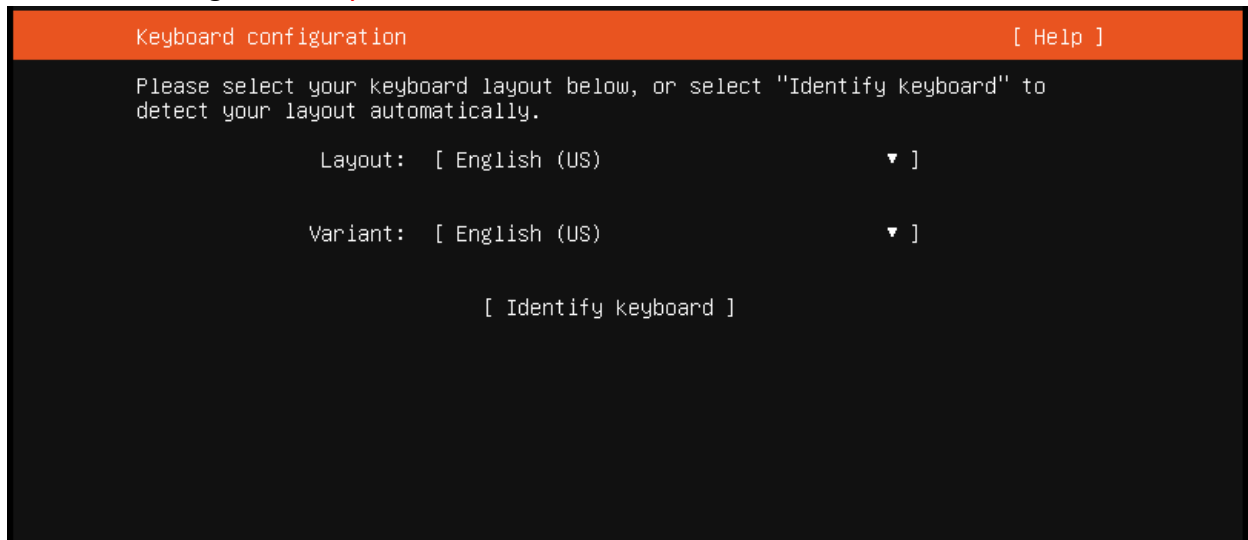 Keyboard configuration [ Help ]
Please select your keyboard layout below, or select "Identify keyboard" to
detect your layout automatically.
Layout: [ English (US) ▾ ]
Variant: [ English (US) ▾ ]
[ Identify keyboard ]